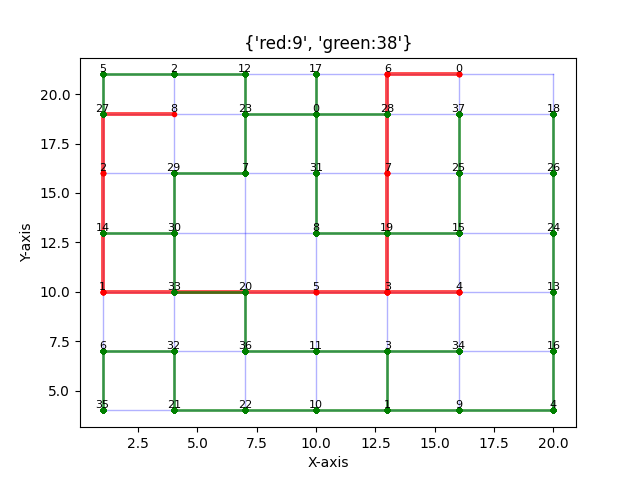 {'red:9', 'green:38'}
5 2 12 17 6 0
20.0
27 8 23 0 28 37 18
17.5
2 29 7 31 7 25 26
15.0
14 30 8 19 15 24
12.5
1 33 20 5 3 4 13
10.0
6 32 36 11 3 34 16
7.5
35 21 22 10 1 9 4
5.0
Y-axis
2.5 5.0 7.5 10.0 12.5 15.0 17.5 20.0
X-axis